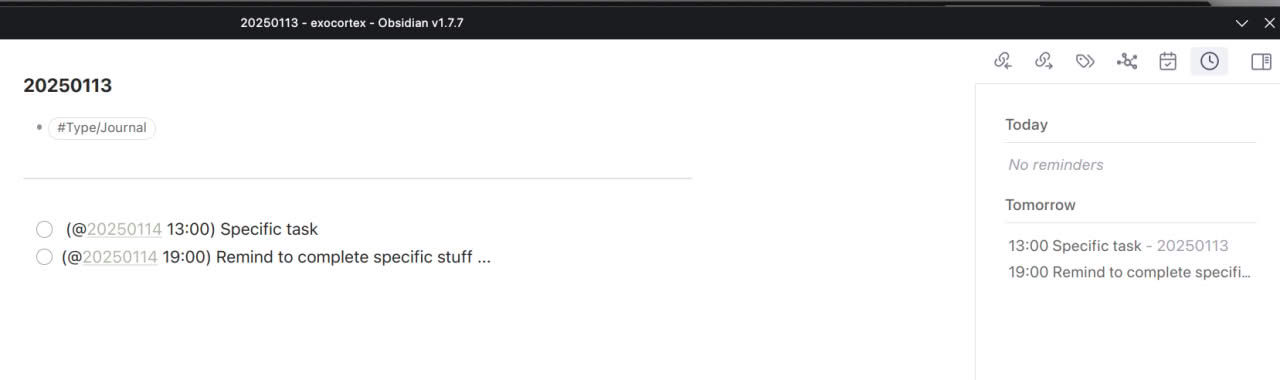 20250113 - exocortex - Obsidian v1.7.7
20250113
#Type/Journal
(@20250114 13:00) Specific task
(@20250114 19:00) Remind to complete specific stuff ...
Today
No reminders
Tomorrow
13:00 Specific task - 20250113
19:00 Remind to complete specifi...